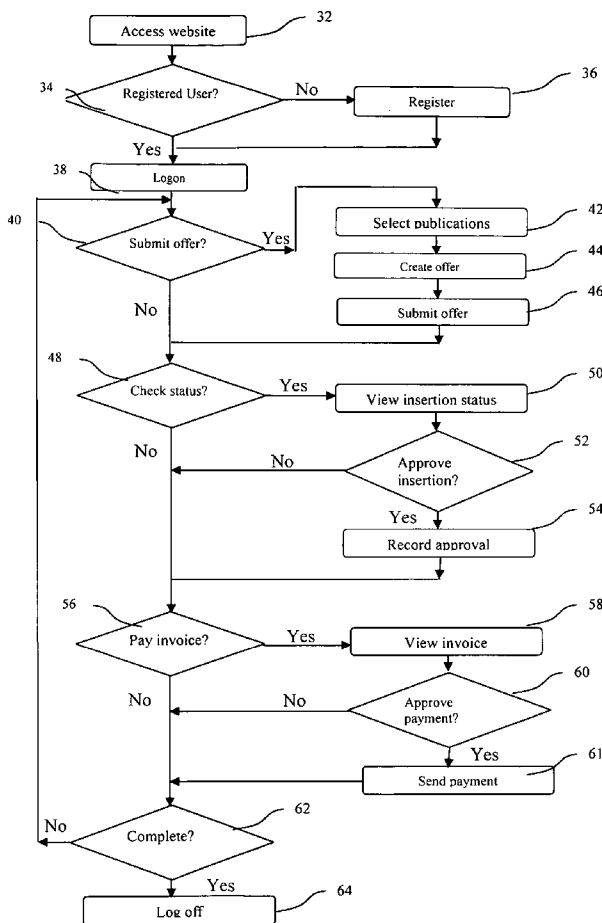 Access website
32
34
Registered User?
No
36
Register
Yes
38
Logon
40
Submit offer?
Yes
Select publications
42
Create offer
44
Submit offer
46
No
48
Check status?
Yes
View insertion status
50
No
No
Approve
insertion?
52
Yes
Record approval
54
56
Pay invoice?
Yes
View invoice
58
No
No
Approve
payment?
60
Yes
Send payment
61
No
Complete?
62
Yes
Log off
64